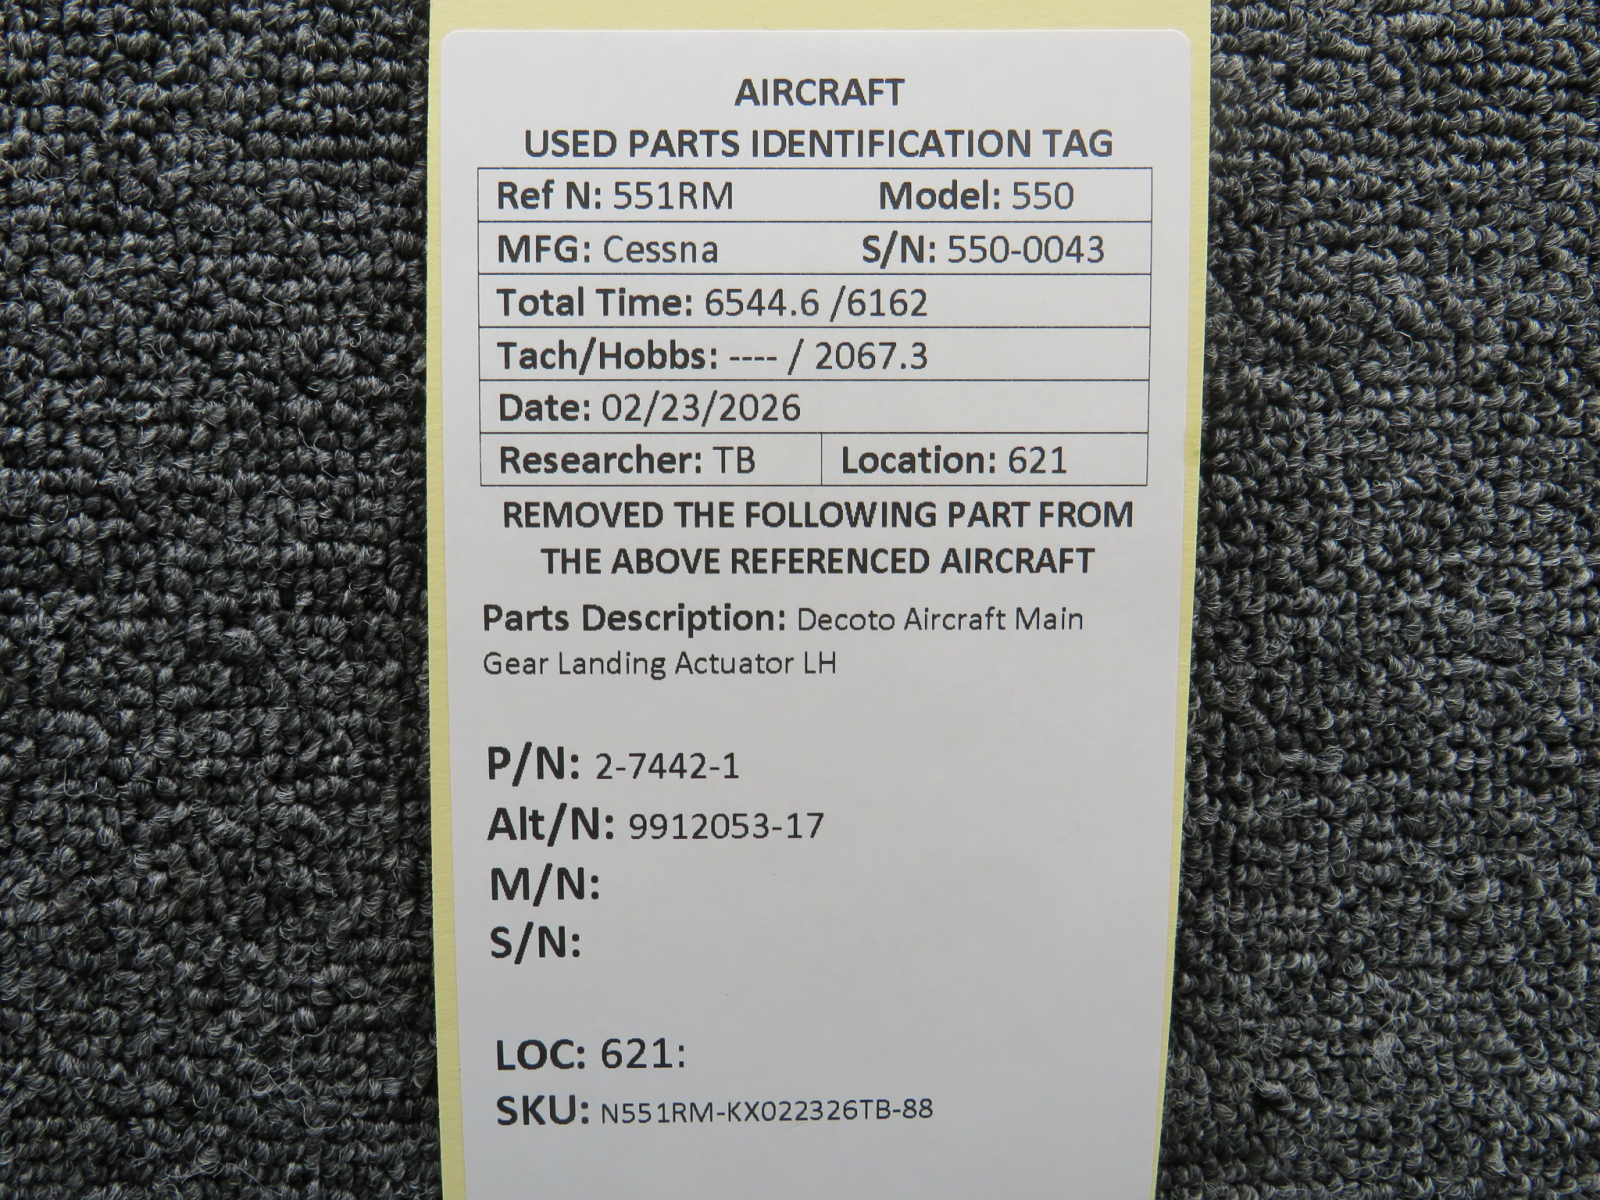 AIRCRAFT
USED PARTS IDENTIFICATION TAG
Ref N: 551RM Model: 550
MFG: Cessna S/N: 550-0043
Total Time: 6544.6 /6162
Tach/Hobbs: ---- / 2067.3
Date: 02/23/2026
Researcher: TB Location: 621
REMOVED THE FOLLOWING PART FROM
THE ABOVE REFERENCED AIRCRAFT
Parts Description: Decoto Aircraft Main
Gear Landing Actuator LH
P/N: 2-7442-1
Alt/N: 9912053-17
M/N:
S/N:
LOC: 621:
SKU: N551RM-KX022326TB-88